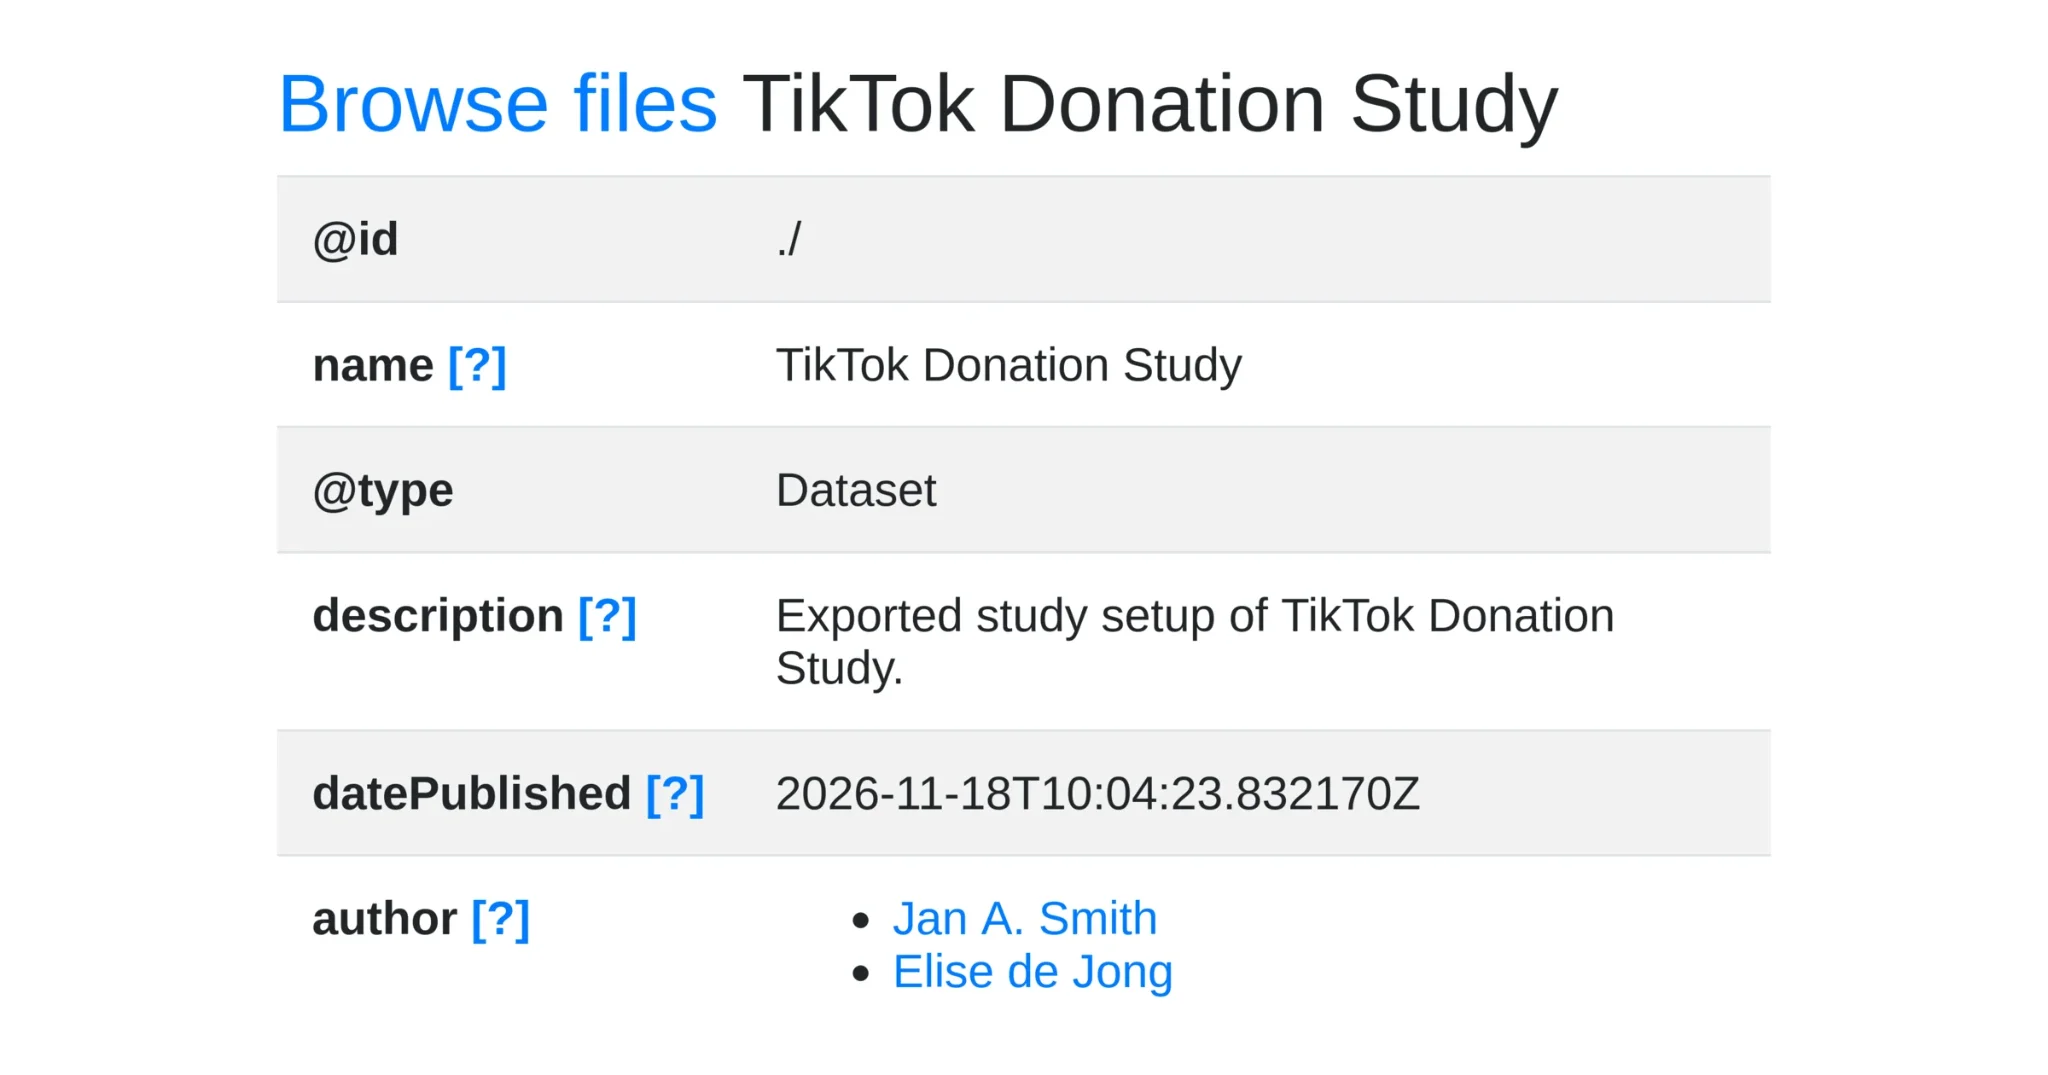 Browse files TikTok Donation Study
@id ./
name [?] TikTok Donation Study
@type Dataset
description [?] Exported study setup of TikTok Donation
Study.
datePublished [?] 2026-11-18T10:04:23.832170Z
author [?] • Jan A. Smith
• Elise de Jong